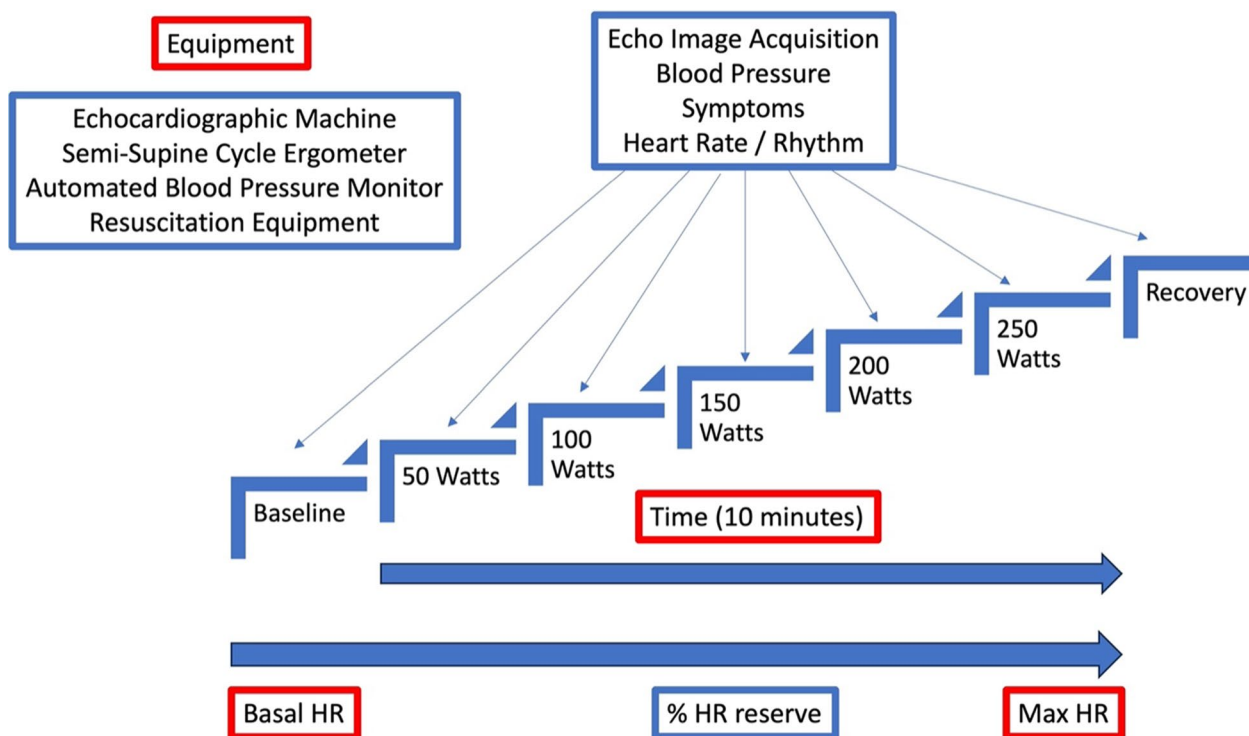 Equipment
Echocardiographic Machine
Semi-Supine Cycle Ergometer
Automated Blood Pressure Monitor
Resuscitation Equipment
Echo Image Acquisition
Blood Pressure
Symptoms
Heart Rate / Rhythm
Baseline
50 Watts
100
Watts
150
Watts
200
Watts
250
Watts
Recovery
Time (10 minutes)
Basal HR
% HR reserve
Max HR